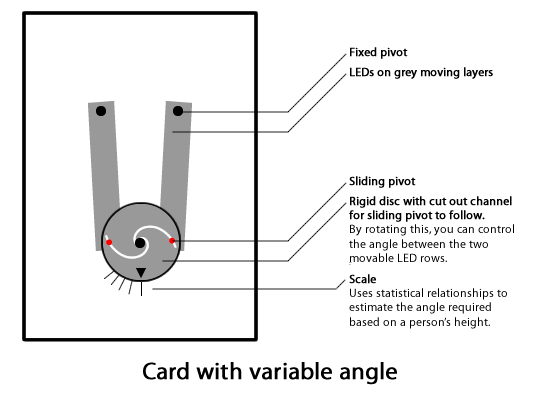 Fixed pivot
LEDs on grey moving layers
Sliding pivot
Rigid disc with cut out channel
for sliding pivot to follow.
By rotating this, you can control
the angle between the two
movable LED rows.
Scale
Uses statistical relationships to
estimate the angle required
based on a person's height.
Card with variable angle